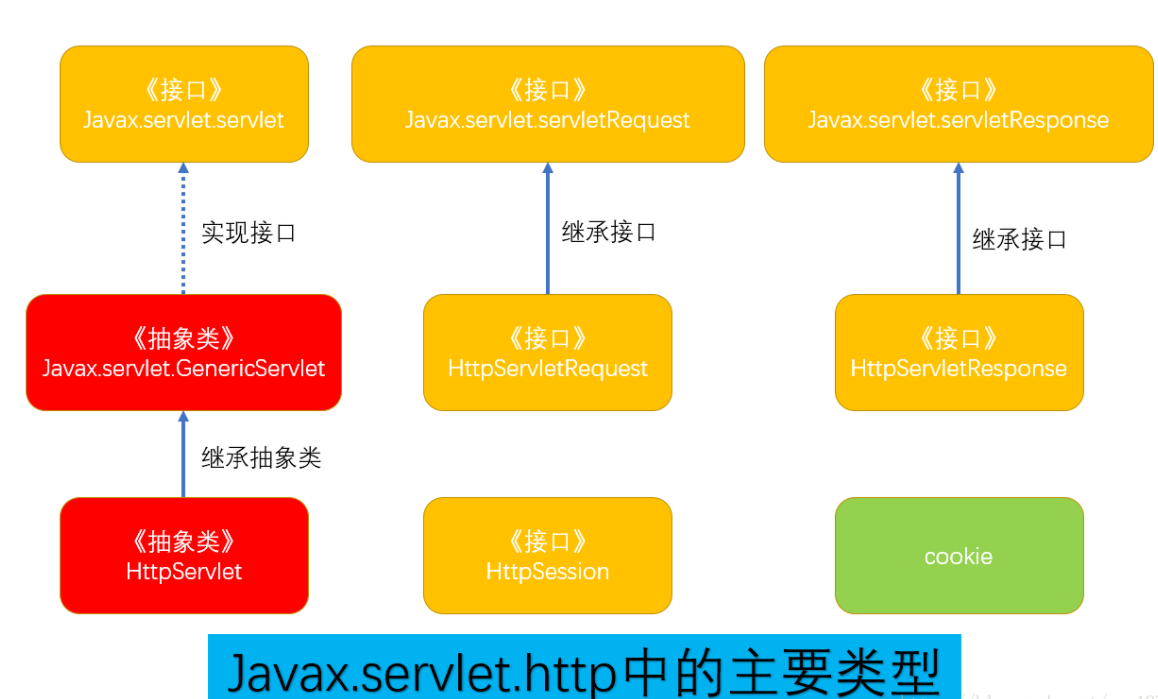 《接口》
Javax.servlet.servlet
《接口》
Javax.servlet.servletRequest
《接口》
Javax.servlet.servletResponse
实现接口
继承接口
继承接口
《抽象类》
Javax.servlet.GenericServlet
《接口》
HttpServletRequest
《接口》
HttpServletResponse
继承抽象类
《抽象类》
HttpServlet
《接口》
HttpSession
cookie
Javax.servlet.http中的主要类型